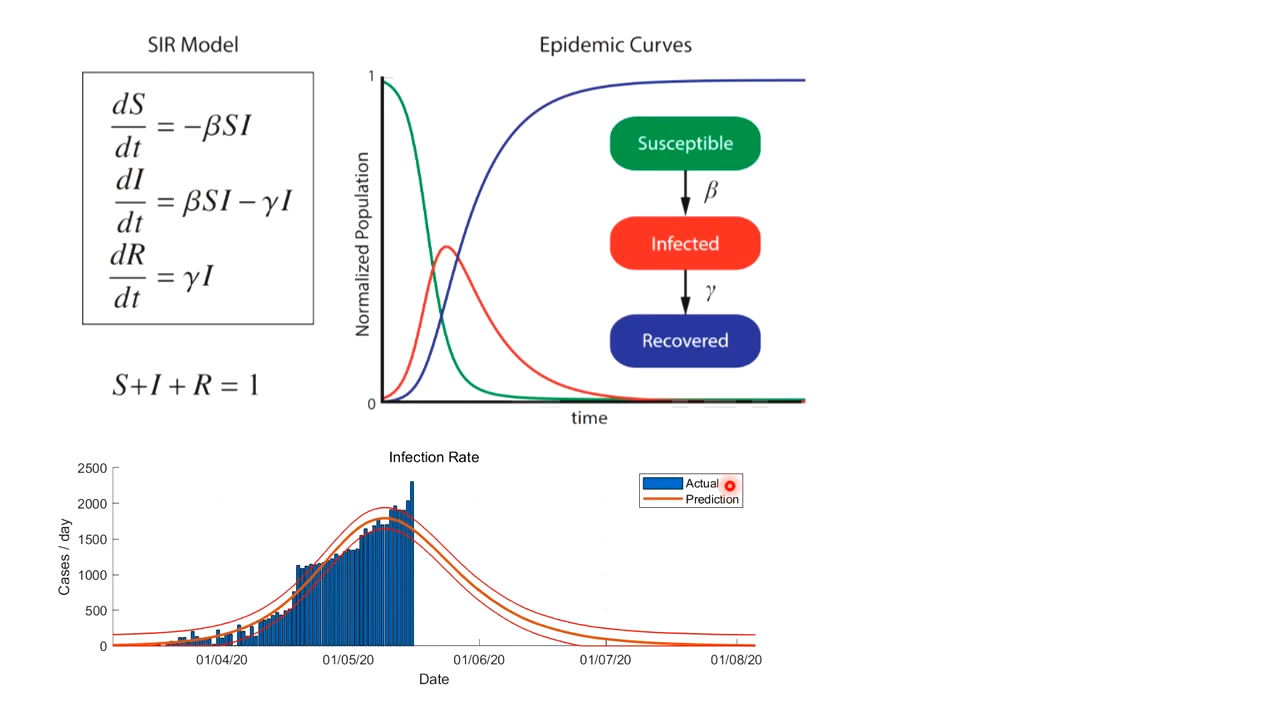 SIR Model
dS/dt = −βSI
dI/dt = βSI − γI
dR/dt = γI
S+I + R = 1
Epidemic Curves
1
Normalized Population
0
time
Susceptible
β
Infected
γ
Recovered
Infection Rate
2500
2000
1500
1000
500
0
Cases / day
01/04/20
01/05/20
01/06/20
01/07/20
01/08/20
Date
Actual
Prediction